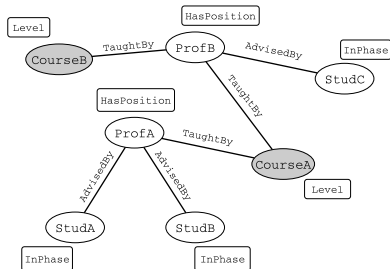 HasPosition
Level
TaughtBy
ProfB
AdvisedBy
InPhase
CourseB
StudC
TaughtBy
HasPosition
ProfA
TaughtBy
CourseA
Level
AdvisedBy
AdvisedBy
StudA
StudB
InPhase
InPhase